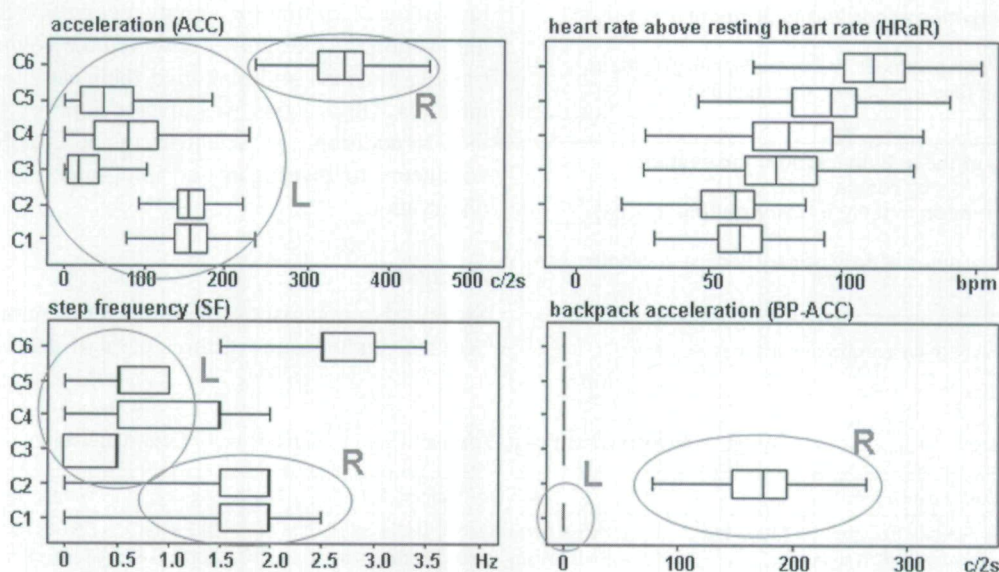 acceleration (ACC)
C6
C5
C4
C3
C2
C1
R
L
0 100 200 300 400 500 c/2s
heart rate above resting heart rate (HRaR)
0 50 100 bpm
step frequency (SF)
C6
C5
C4
C3
C2
C1
L
R
0 0.5 1.0 1.5 2.0 2.5 3.0 3.5 Hz
backpack acceleration (BP-ACC)
L
R
0 100 200 300 c/2s